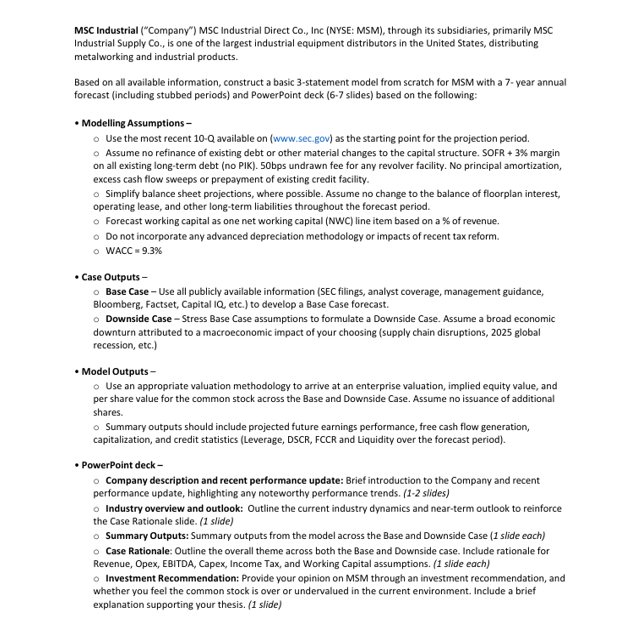 MSC Industrial (“Company”) MSC Industrial Direct Co., Inc (NYSE: MSM), through its subsidiaries, primarily MSC
Industrial Supply Co., is one of the largest industrial equipment distributors in the United States, distributing
metalworking and industrial products.
Based on all available information, construct a basic 3-statement model from scratch for MSM with a 7- year annual
forecast (including stubbed periods) and PowerPoint deck (6-7 slides) based on the following:
• Modelling Assumptions –
○ Use the most recent 10-Q available on (www.sec.gov) as the starting point for the projection period.
○ Assume no refinance of existing debt or other material changes to the capital structure. SOFR + 3% margin
on all existing long-term debt (no PIK). 50bps undrawn fee for any revolver facility. No principal amortization,
excess cash flow sweeps or prepayment of existing credit facility.
○ Simplify balance sheet projections, where possible. Assume no change to the balance of floorplan interest,
operating lease, and other long-term liabilities throughout the forecast period.
○ Forecast working capital as one net working capital (NWC) line item based on a % of revenue.
○ Do not incorporate any advanced depreciation methodology or impacts of recent tax reform.
○ WACC = 9.3%
• Case Outputs –
○ Base Case – Use all publicly available information (SEC filings, analyst coverage, management guidance,
Bloomberg, Factset, Capital IQ, etc.) to develop a Base Case forecast.
○ Downside Case – Stress Base Case assumptions to formulate a Downside Case. Assume a broad economic
downturn attributed to a macroeconomic impact of your choosing (supply chain disruptions, 2025 global
recession, etc.)
• Model Outputs –
○ Use an appropriate valuation methodology to arrive at an enterprise valuation, implied equity value, and
per share value for the common stock across the Base and Downside Case. Assume no issuance of additional
shares.
○ Summary outputs should include projected future earnings performance, free cash flow generation,
capitalization, and credit statistics (Leverage, DSCR, FCCR and Liquidity over the forecast period).
• PowerPoint deck –
○ Company description and recent performance update: Brief introduction to the Company and recent
performance update, highlighting any noteworthy performance trends. (1-2 slides)
○ Industry overview and outlook: Outline the current industry dynamics and near-term outlook to reinforce
the Case Rationale slide. (1 slide)
○ Summary Outputs: Summary outputs from the model across the Base and Downside Case (1 slide each)
○ Case Rationale: Outline the overall theme across both the Base and Downside case. Include rationale for
Revenue, Opex, EBITDA, Capex, Income Tax, and Working Capital assumptions. (1 slide each)
○ Investment Recommendation: Provide your opinion on MSM through an investment recommendation, and
whether you feel the common stock is over or undervalued in the current environment. Include a brief
explanation supporting your thesis. (1 slide)